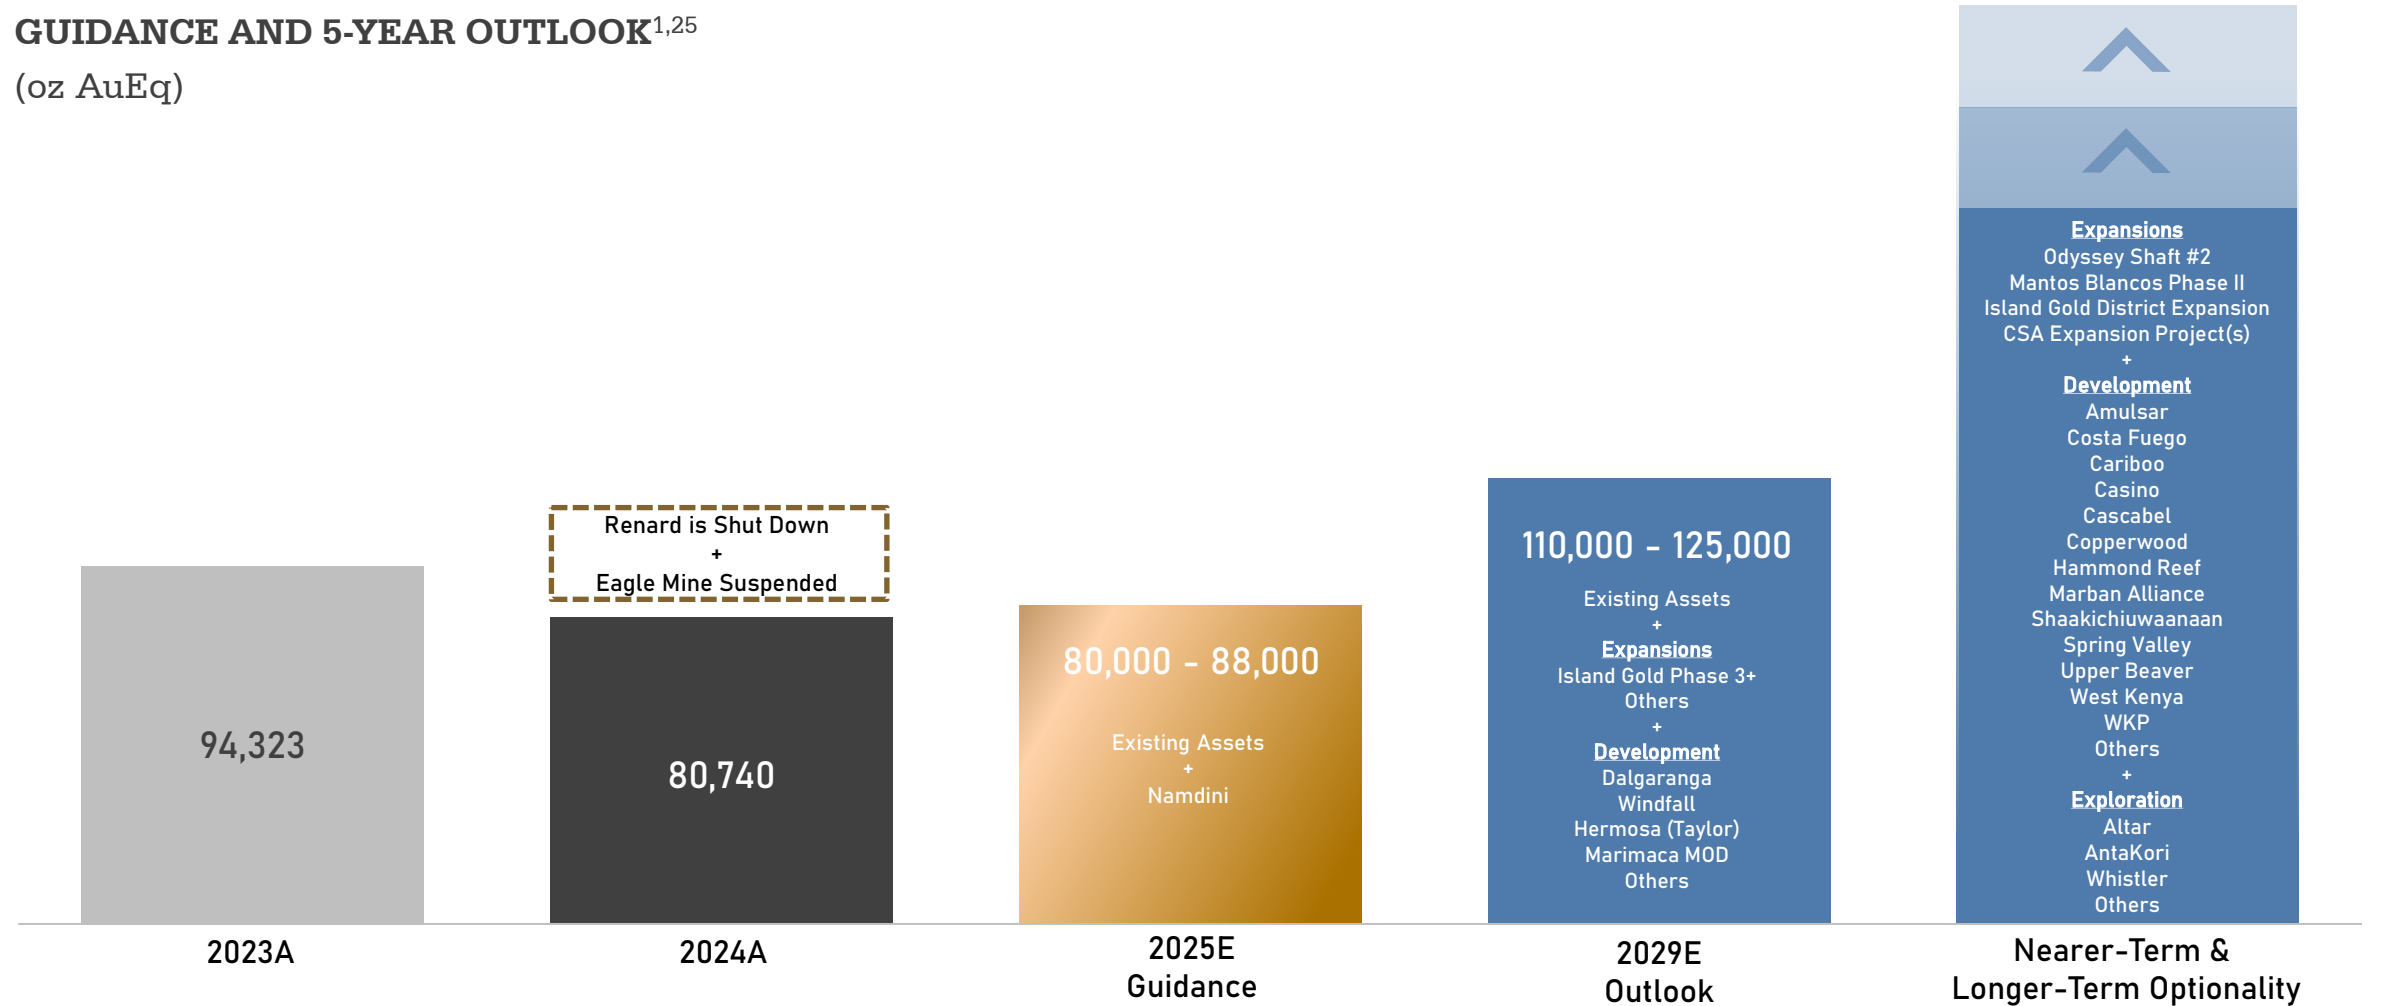 GUIDANCE AND 5-YEAR OUTLOOK1,25
(oz AuEq)
94,323
2023A
Renard is Shut Down
+
Eagle Mine Suspended
80,740
2024A
80,000 - 88,000
Existing Assets
+
Namdini
2025E
Guidance
110,000 - 125,000
Existing Assets
+
Expansions
Island Gold Phase 3+
Others
+
Development
Dalgaranga
Windfall
Hermosa (Taylor)
Marimaca MOD
Others
2029E
Outlook
Expansions
Odyssey Shaft #2
Mantos Blancos Phase II
Island Gold District Expansion
CSA Expansion Project(s)
+
Development
Amulsar
Costa Fuego
Cariboo
Casino
Cascabel
Copperwood
Hammond Reef
Marban Alliance
Shaakichiuwaanaan
Spring Valley
Upper Beaver
West Kenya
WKP
Others
+
Exploration
Altar
AntaKori
Whistler
Others
Nearer-Term &
Longer-Term Optionality